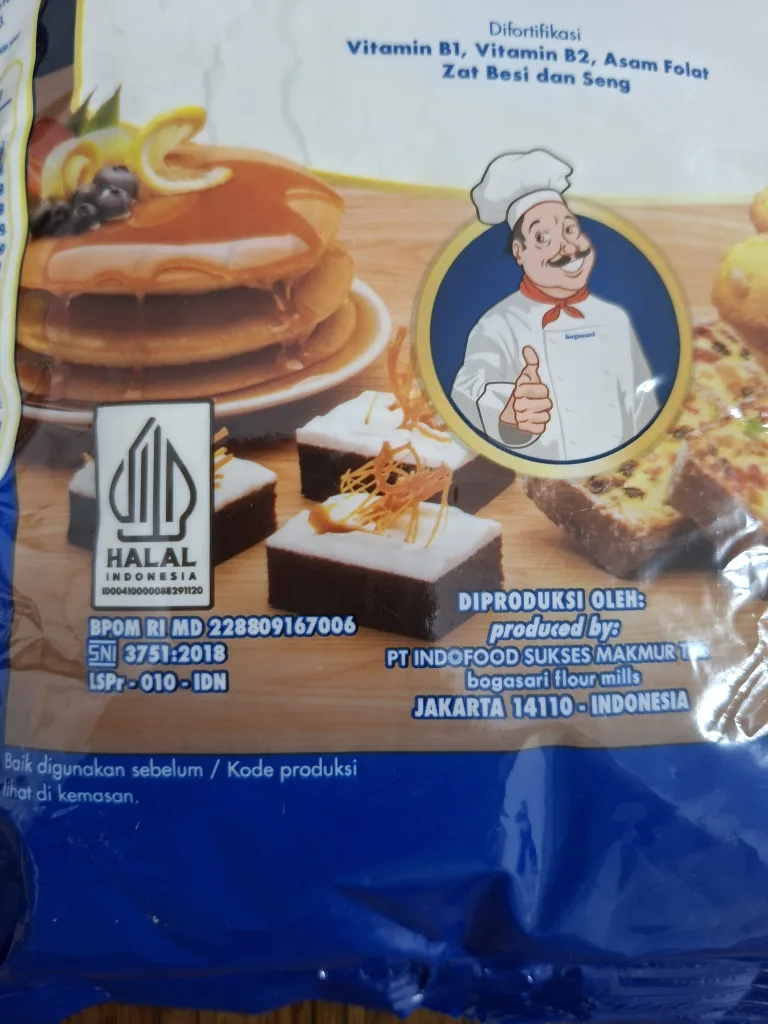 Difortifikasi
Vitamin B1, Vitamin B2, Asam Folat
Zat Besi dan Seng
bogasari
HALAL
INDONESIA
ID00410000088291120
BPOM RI MD 228809167006
SNI 3751:2018
LSPr - 010 - IDN
DIPRODUKSI OLEH:
produced by:
PT INDOFOOD SUKSES MAKMUR
bogasari flour mills
JAKARTA 14110 - INDONESIA
Baik digunakan sebelum / Kode produksi
lihat di kemasan.